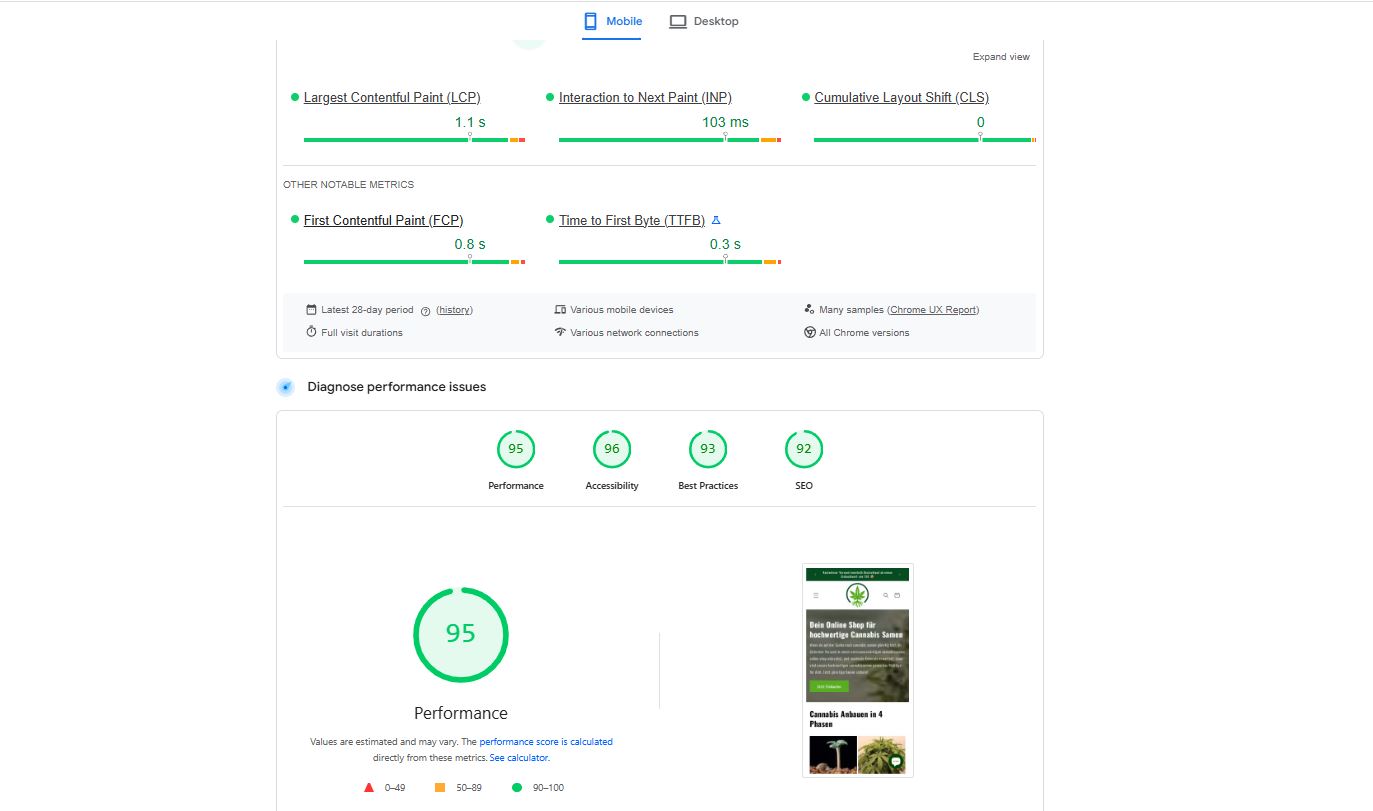 Mobile
Desktop
Expand view
Largest Contentful Paint (LCP)
1.1 s
Interaction to Next Paint (INP)
103 ms
Cumulative Layout Shift (CLS)
0
OTHER NOTABLE METRICS
First Contentful Paint (FCP)
0.8 s
Time to First Byte (TTFB)
0.3 s
Latest 28-day period (history)
Various mobile devices
Many samples (Chrome UX Report)
Full visit durations
Various network connections
All Chrome versions
Diagnose performance issues
95
96
93
92
Performance
Accessibility
Best Practices
SEO
95
Performance
Values are estimated and may vary. The performance score is calculated
directly from these metrics. See calculator.
0–49
50–89
90–100
Dein Online Shop für
hochwertige Cannabis Samen
Cannabis Anbauen in 4
Phasen